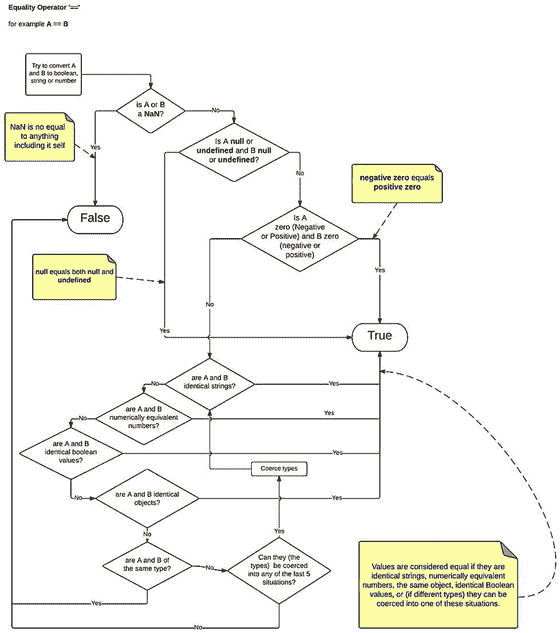 Equality Operator '=='
for example A == B
Try to convert A
and B to boolean,
string or number
is A or B
a NaN?
No
Yes
NaN is no equal
to anything
including it self
Is A null or
undefined and B null
or undefined?
No
negative zero equals
positive zero
False
Is A
zero (Negative
or Positive) and B zero
(negative or
positive)
Yes
null equals both null and
undefined
No
Yes
True
are A and B
identical strings?
Yes
No
are A and B
numerically equivalent
numbers?
Yes
No
are A and B
identical boolean
values?
Yes
Coerce types
No
are A and B identical
objects?
Yes
No
Yes
are A and B of
the same type?
No
Can they (the
types) be coerced
into any of the last 5
situations?
Yes
No
Values are considered equal if they are
identical strings, numerically equivalent
numbers, the same object, identical Boolean
values, or (if different types) they can be
coerced into one of these situations.